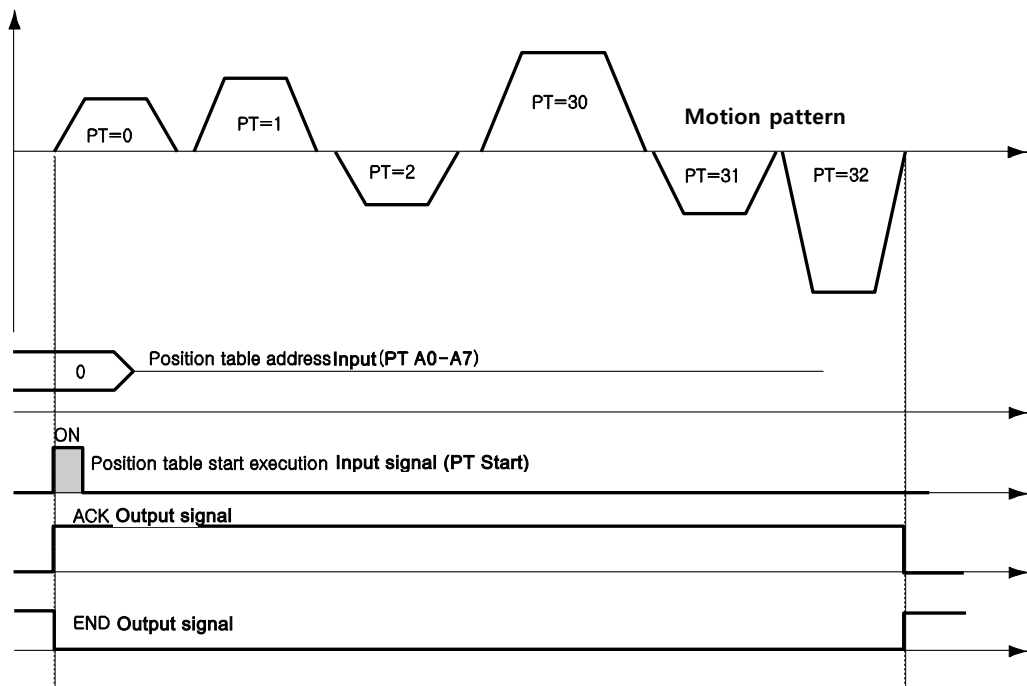 PT=0
PT=1
PT=2
PT=30
Motion pattern
PT=31
PT=32
0
Position table address Input (PT A0-A7)
ON
Position table start execution Input signal (PT Start)
ACK Output signal
END Output signal